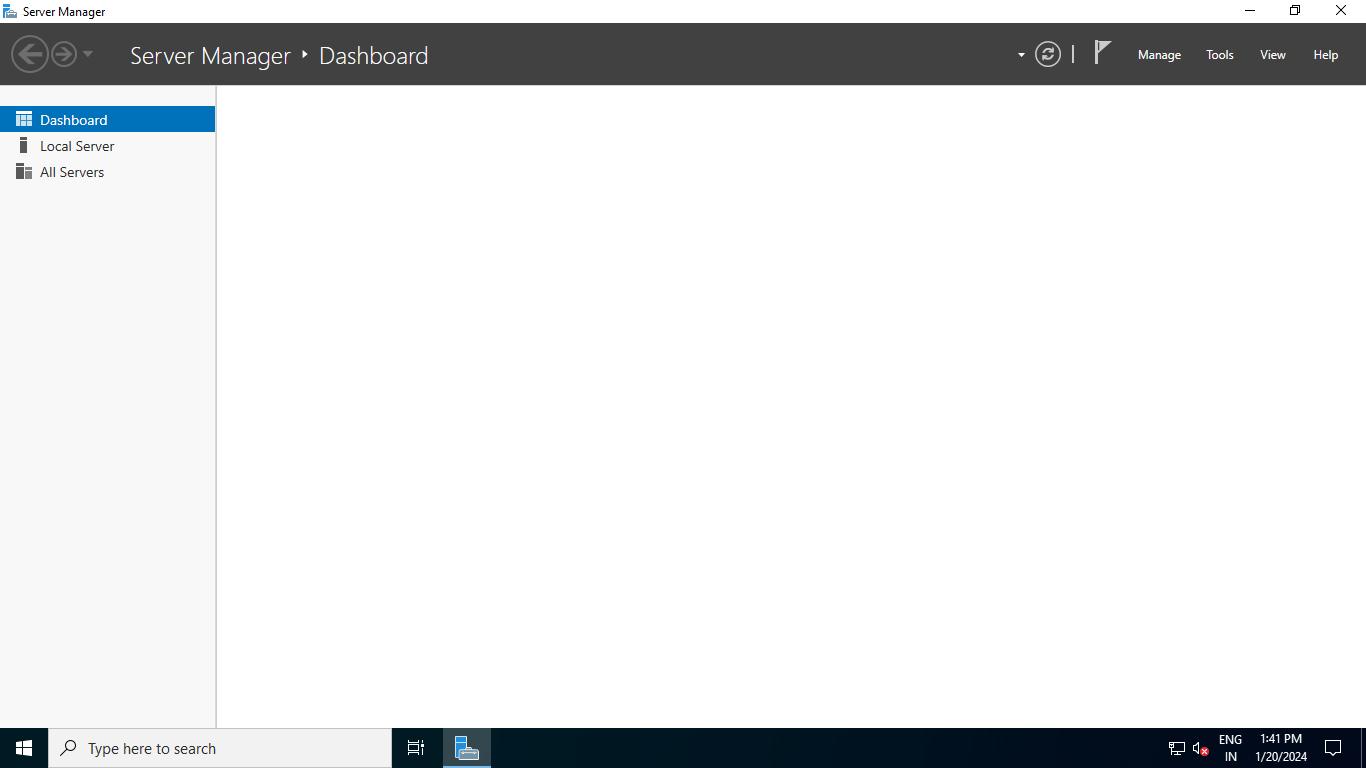 Server Manager
Server Manager ‣ Dashboard
Manage Tools View Help
Dashboard
Local Server
All Servers
Type here to search
ENG
IN
1:41 PM
1/20/2024